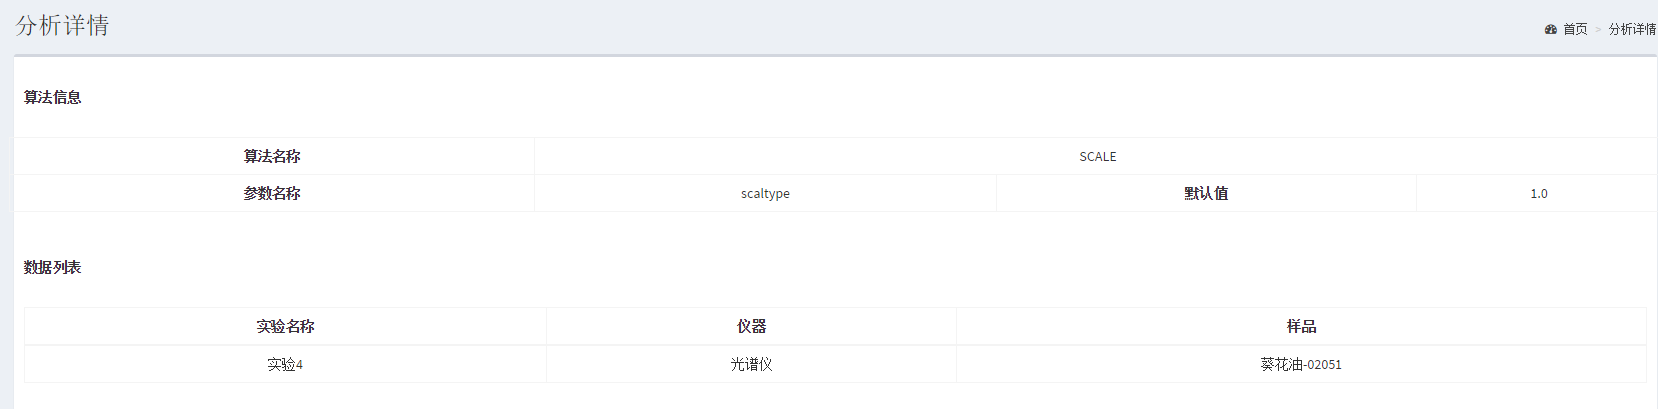 分析详情
首页 > 分析详情
算法信息
算法名称 SCALE
参数名称 scaltype 默认值 1.0
数据列表
实验名称 仪器 样品
实验4 光谱仪 葵花油-02051